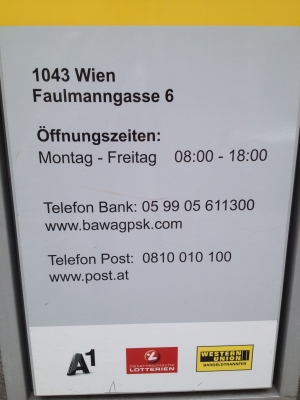 1043 Wien
Faulmanngasse 6
Öffnungszeiten:
Montag - Freitag 08:00 - 18:00
Telefon Bank: 05 99 05 611300
www.bawagpsk.com
Telefon Post: 0810 010 100
www.post.at
A1
LOTTERIEN
WESTERN UNION
BARGELDTRANSFER